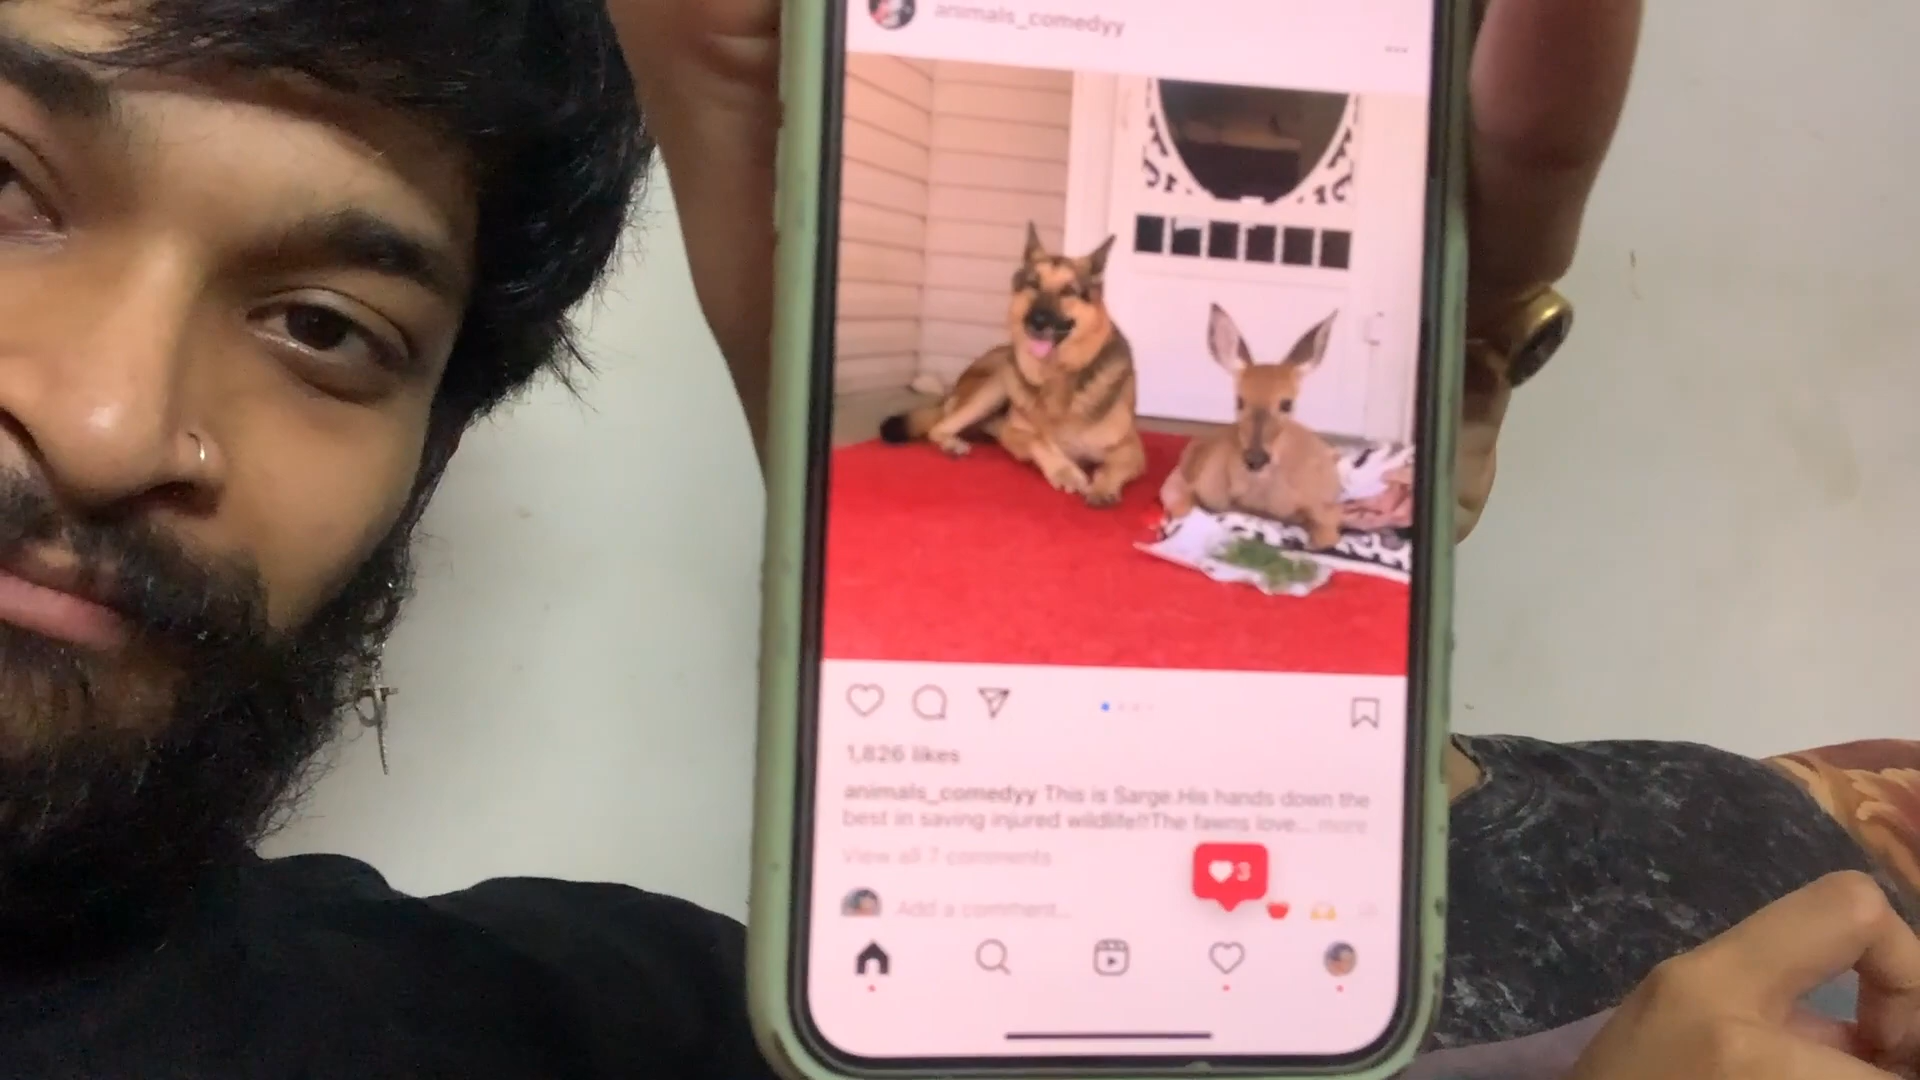 animals_comedyy
1,826 likes
animals_comedyy This is Sarge.His hands down the
best in saving injured wildlife!!The fawns love... more
View all 7 comments
3
Add a comment...